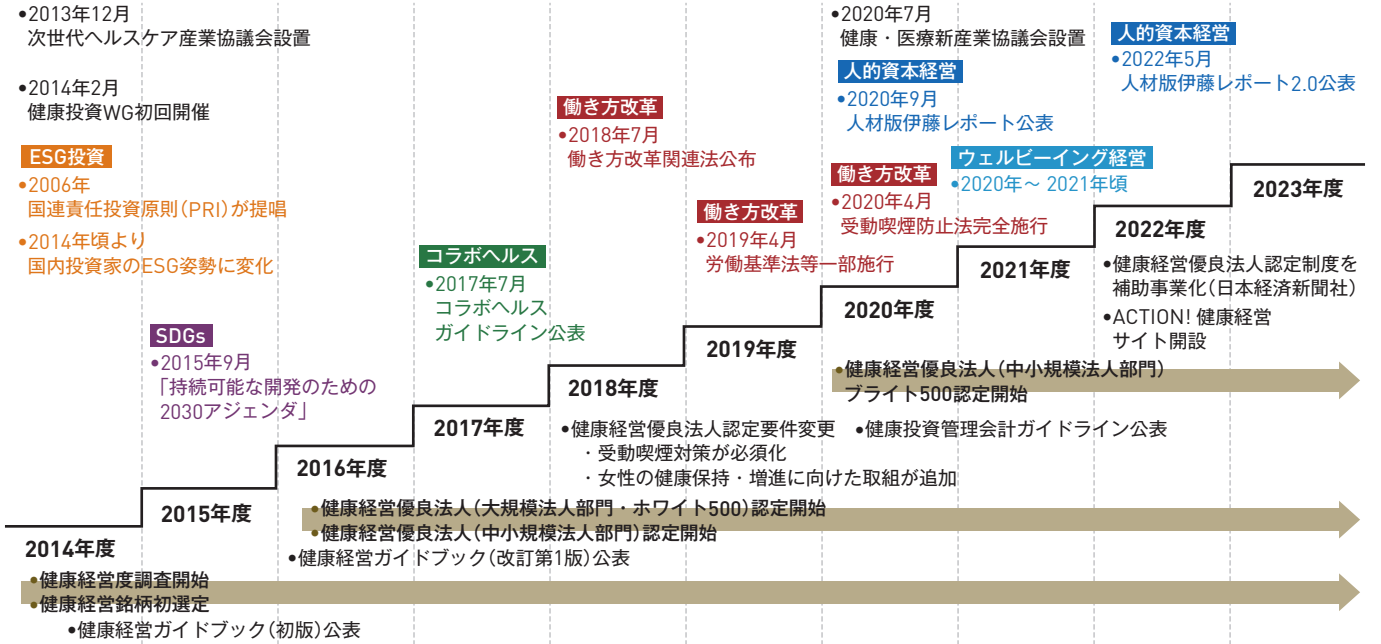 •2013年12月
次世代ヘルスケア産業協議会設置
•2014年2月
健康投資WG初回開催
ESG投資
•2006年
国連責任投資原則(PRI)が提唱
•2014年頃より
国内投資家のESG姿勢に変化
SDGs
•2015年9月
「持続可能な開発のための
2030アジェンダ」
コラボヘルス
•2017年7月
コラボヘルス
ガイドライン公表
働き方改革
•2018年7月
働き方改革関連法公布
働き方改革
•2019年4月
労働基準法等一部施行
•2020年7月
健康・医療新産業協議会設置
人的資本経営
•2020年9月
人材版伊藤レポート公表
働き方改革
•2020年4月
受動喫煙防止法完全施行
ウェルビーイング経営
•2020年～2021年頃
人的資本経営
•2022年5月
人材版伊藤レポート2.0公表
2014年度
2015年度
2016年度
2017年度
2018年度
2019年度
2020年度
2021年度
2022年度
2023年度
•健康経営優良法人認定制度を
補助事業化(日本経済新聞社)
•ACTION! 健康経営
サイト開設
•健康経営優良法人(中小規模法人部門)
ブライト500認定開始
•健康経営優良法人認定要件変更
・受動喫煙対策が必須化
・女性の健康保持・増進に向けた取組が追加
•健康投資管理会計ガイドライン公表
•健康経営優良法人(大規模法人部門・ホワイト500)認定開始
•健康経営優良法人(中小規模法人部門)認定開始
•健康経営ガイドブック(改訂第1版)公表
•健康経営度調査開始
•健康経営銘柄初選定
•健康経営ガイドブック(初版)公表